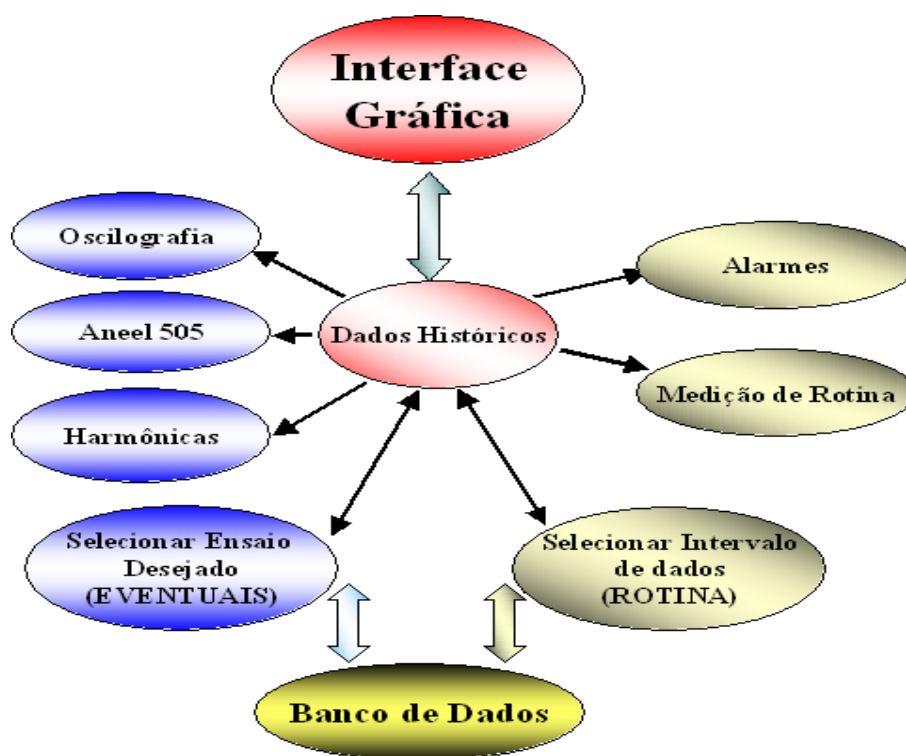 Interface
Gráfica
Oscilografia
Alarmes
Aneel 505
Dados Históricos
Medição de Rotina
Harmônicas
Selecionar Ensaio
Desejado
(EVENTUAIS)
Selecionar Intervalo
de dados
(ROTINA)
Banco de Dados